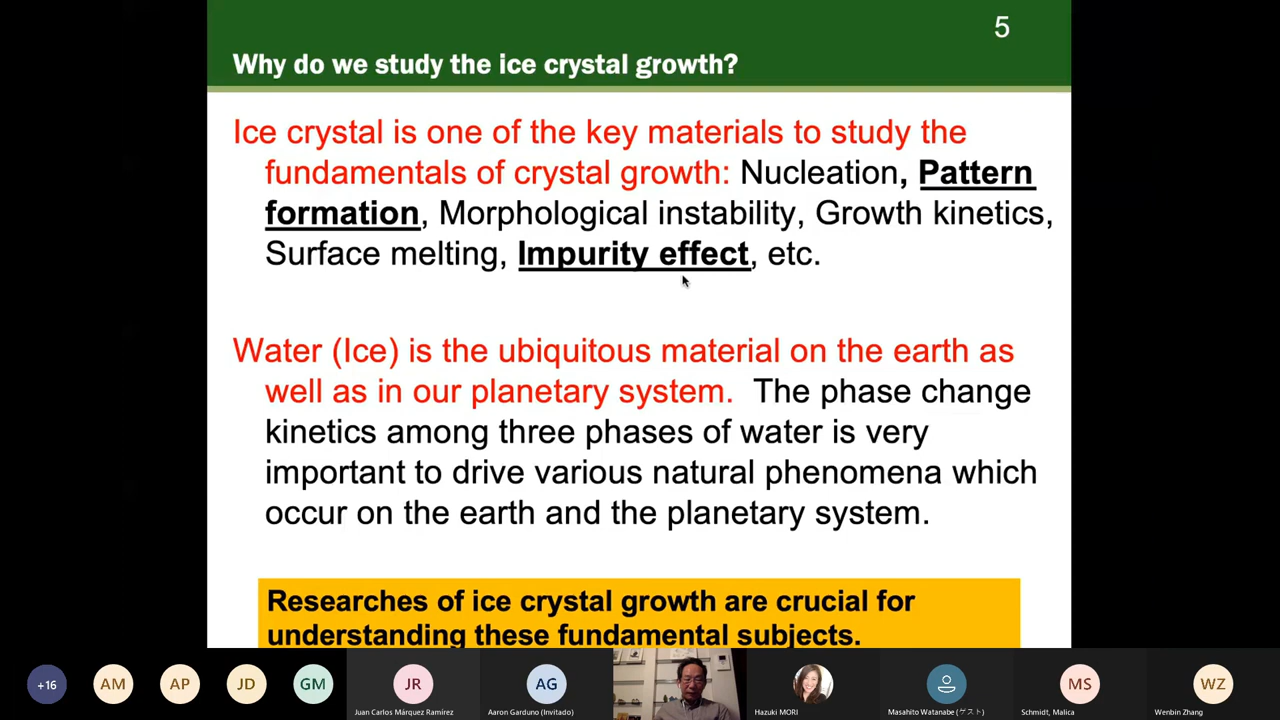 5
Why do we study the ice crystal growth?
Ice crystal is one of the key materials to study the
fundamentals of crystal growth: Nucleation, Pattern
formation, Morphological instability, Growth kinetics,
Surface melting, Impurity effect, etc.
Water (Ice) is the ubiquitous material on the earth as
well as in our planetary system. The phase change
kinetics among three phases of water is very
important to drive various natural phenomena which
occur on the earth and the planetary system.
Researches of ice crystal growth are crucial for
understanding these fundamental subjects.
+16 AM AP JD GM JR AG MS WZ
Juan Carlos Márquez Ramírez Aaron Garduno (Invitado) Hazuki MORI Masahito Watanabe (ゲスト) Schmidt, Malica Wenbin Zhang